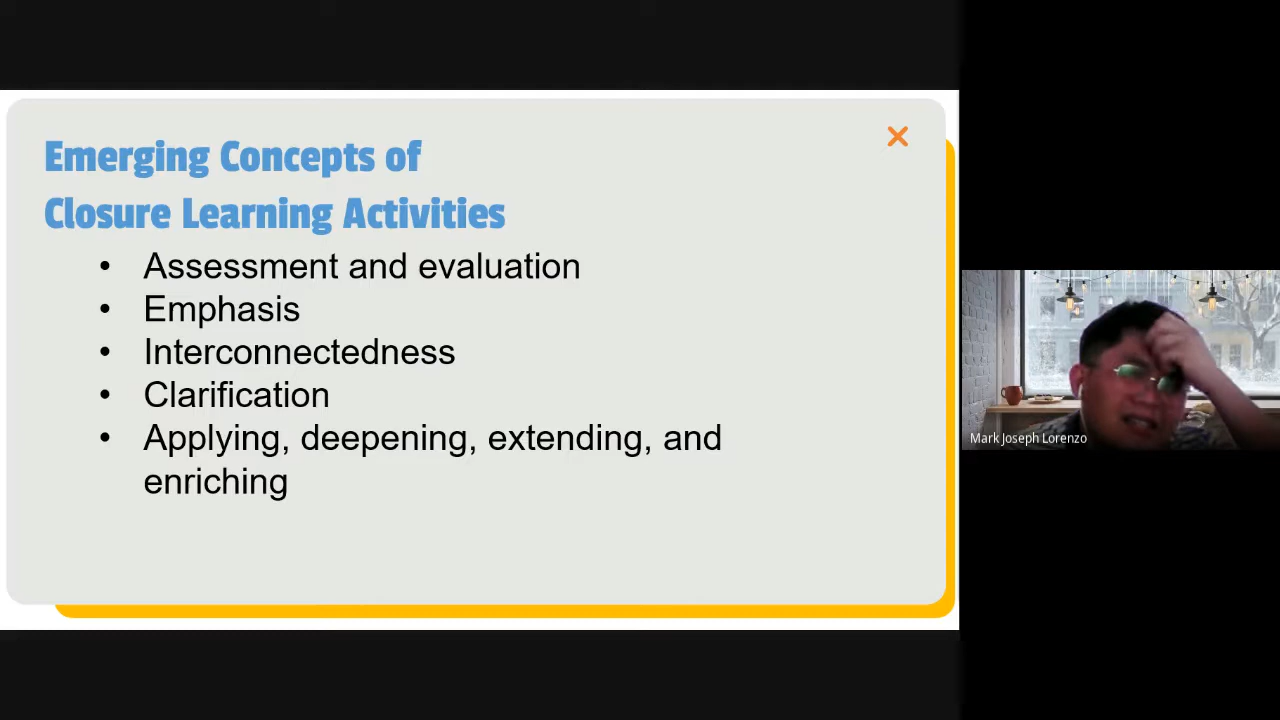 Emerging Concepts of
Closure Learning Activities
• Assessment and evaluation
• Emphasis
• Interconnectedness
• Clarification
• Applying, deepening, extending, and
enriching
Mark Joseph Lorenzo